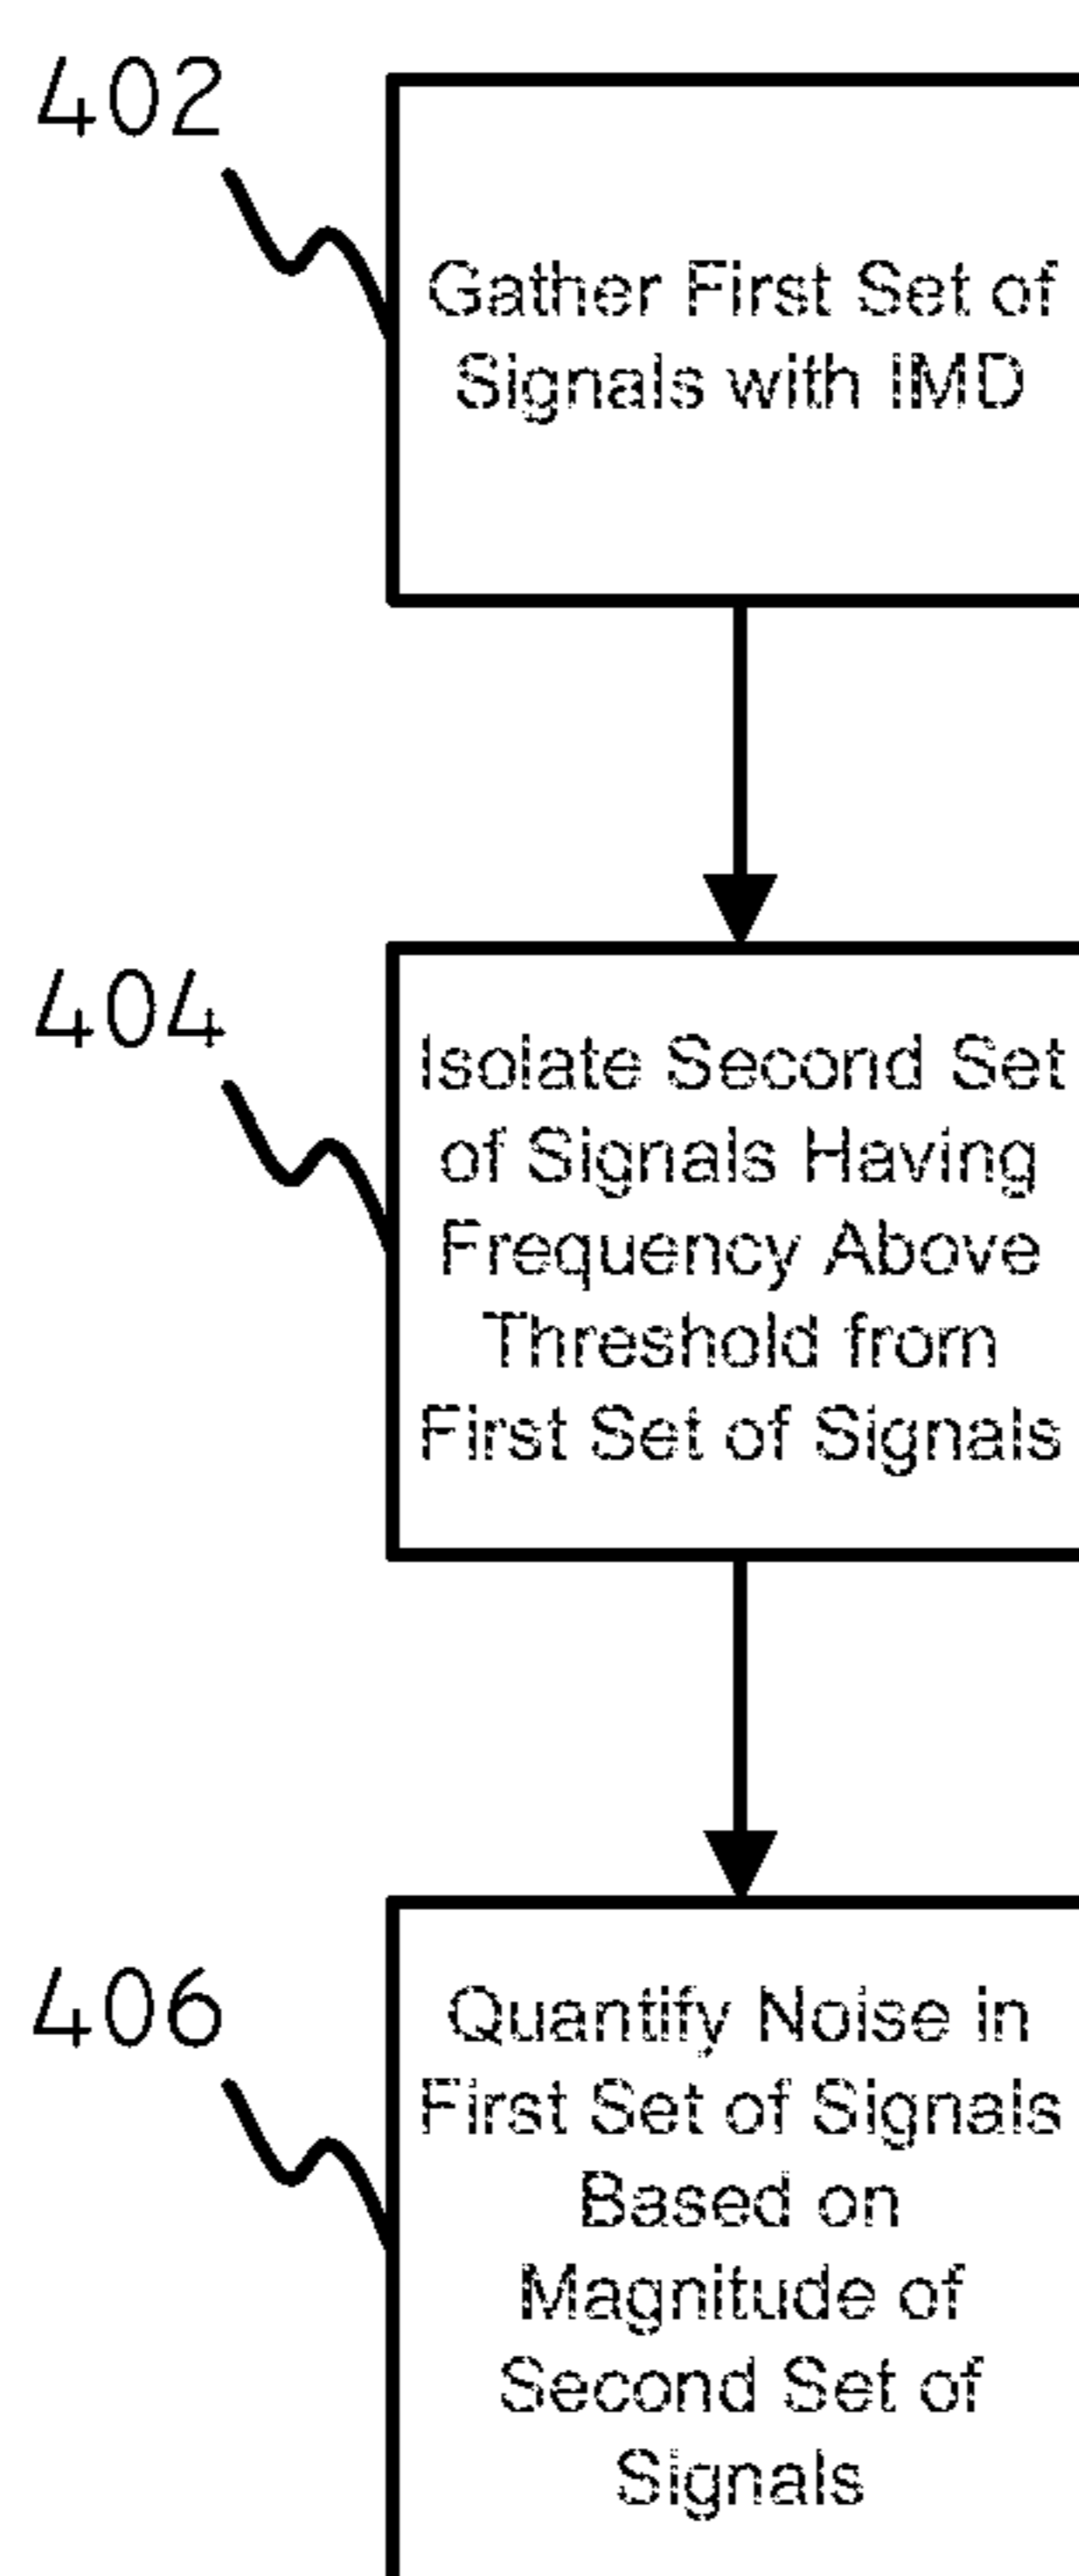 402
Gather First Set of
Signals with IMD
404
Isolate Second Set
of Signals Having
Frequency Above
Threshold from
First Set of Signals
406
Quantify Noise in
First Set of Signals
Based on
Magnitude of
Second Set of
Signals